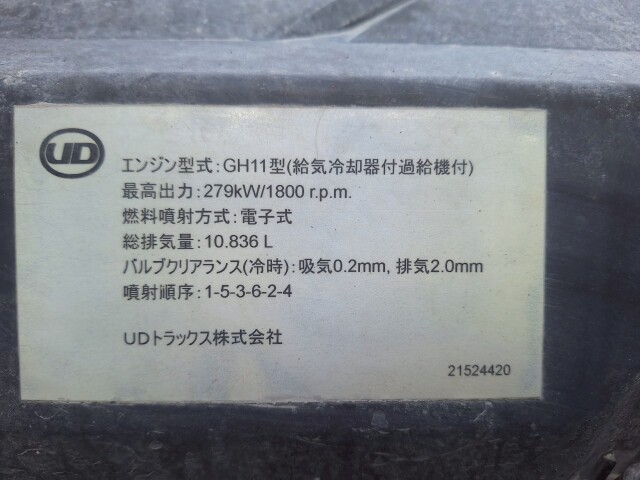 UD
エンジン型式:GH11型(給気冷却器付過給機付)
最高出力:279kW/1800 r.p.m.
燃料噴射方式:電子式
総排気量:10.836 L
バルブクリアランス(冷時):吸気0.2mm, 排気2.0mm
噴射順序:1-5-3-6-2-4
UDトラックス株式会社
21524420